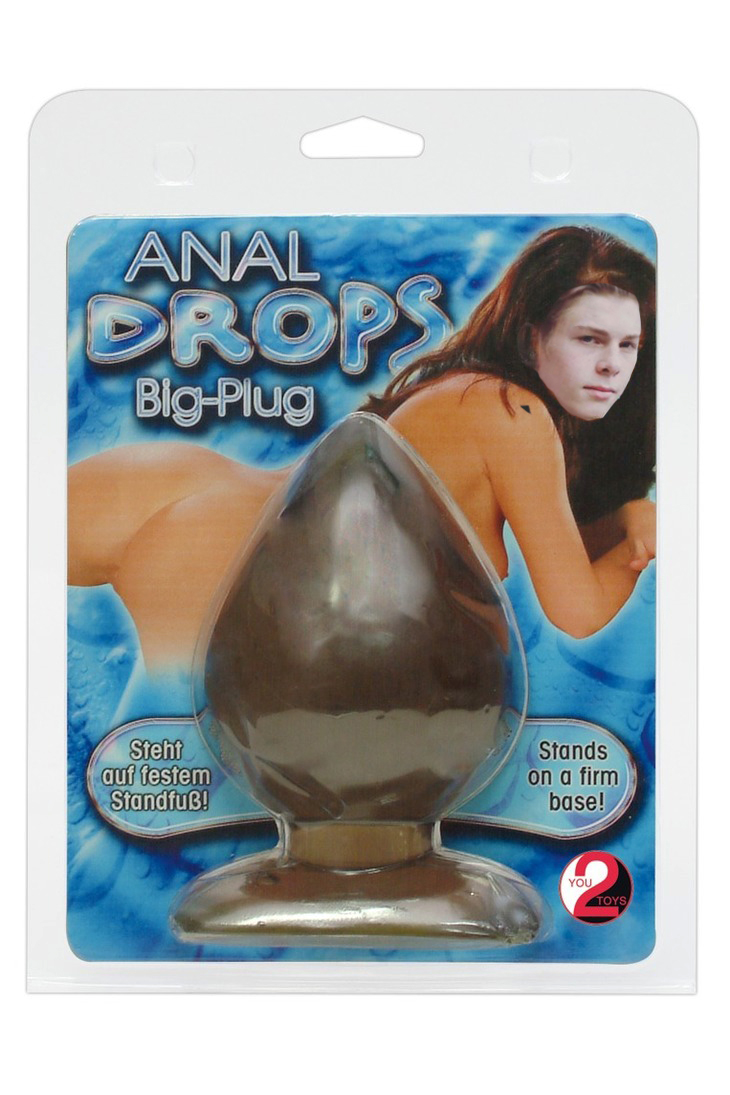 ANAL
DROPS
Big-Plug
Steht
auf festem
Standfuß!
Stands
on a firm
base!
YOU
2
TOYS